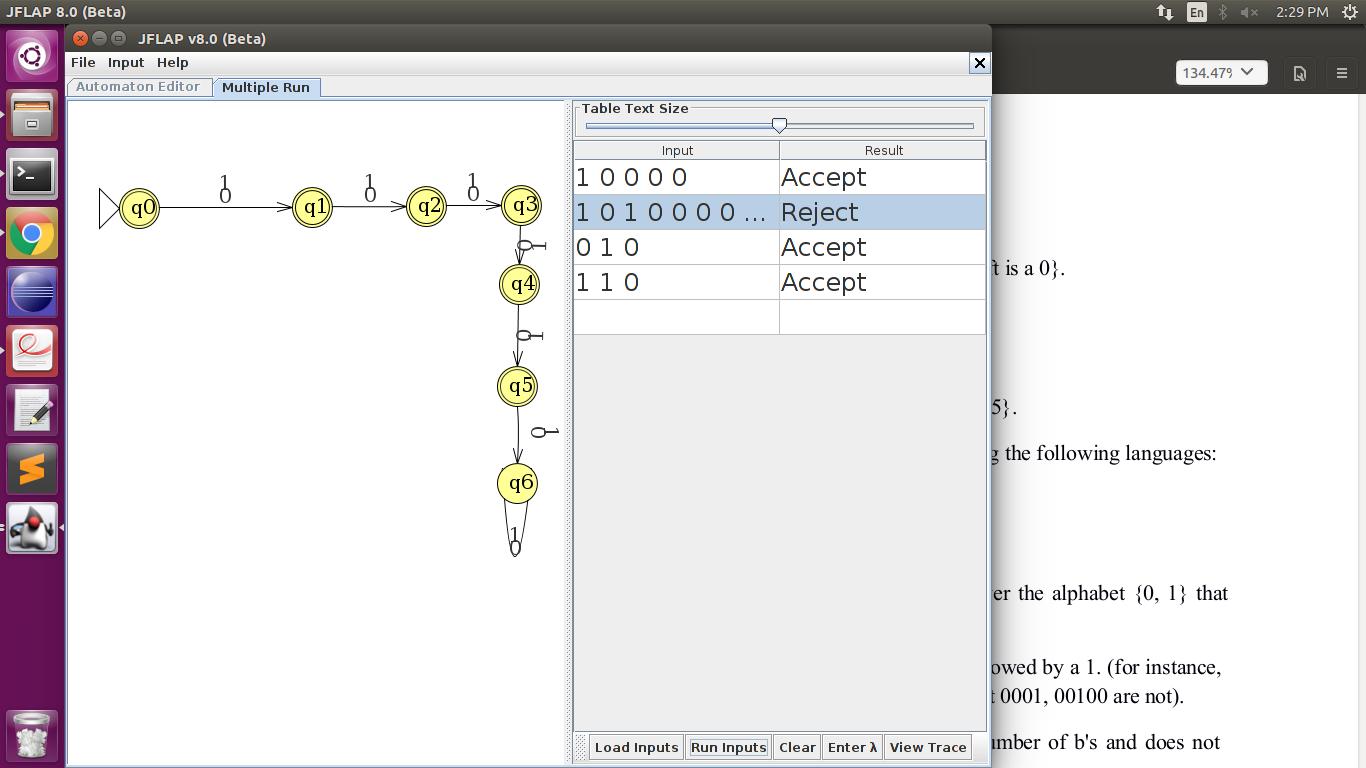 JFLAP 8.0 (Beta)
En
2:29 PM
JFLAP v8.0 (Beta)
File Input Help
Automaton Editor
Multiple Run
134.47%
Table Text Size
Input Result
1 0 0 0 0 Accept
1 0 1 0 0 0 0 ... Reject
0 1 0 Accept
1 1 0 Accept
q0
1
0
q1
1
0
q2
1
0
q3
1
0
q4
1
0
q5
1
0
q6
1
0
Load Inputs
Run Inputs
Clear
Enter λ
View Trace
ft is a 0}.
5}.
g the following languages:
er the alphabet {0, 1} that
owed by a 1. (for instance,
t 0001, 00100 are not).
umber of b's and does not